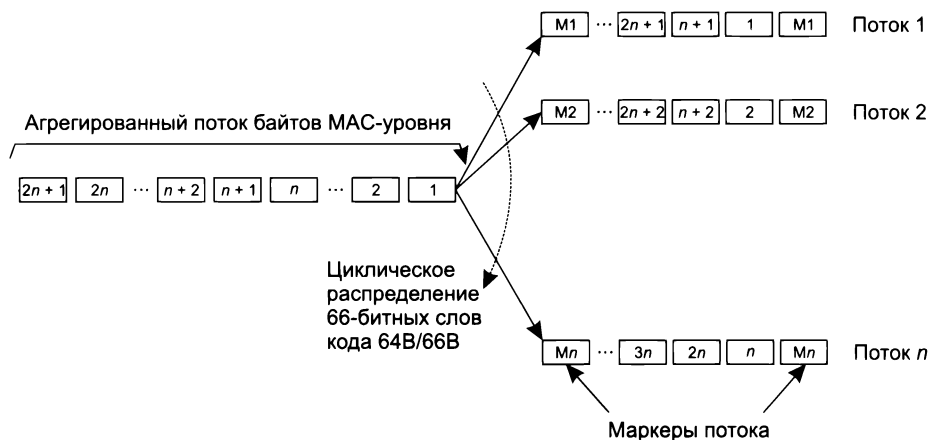 M1 ... 2n + 1 n + 1 1 M1 Поток 1
M2 ... 2n + 2 n + 2 2 M2 Поток 2
Агрегированный поток байтов MAC-уровня
2n + 1 2n ... n + 2 n + 1 n ... 2 1
Циклическое
распределение
66-битных слов
кода 64В/66В
Mn ... 3n 2n n Mn Поток n
Маркеры потока